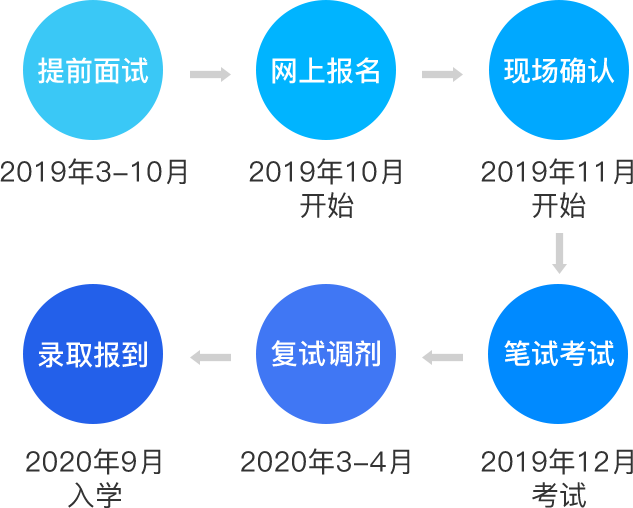 提前面试
2019年3-10月
网上报名
2019年10月
开始
现场确认
2019年11月
开始
笔试考试
2019年12月
考试
复试调剂
2020年3-4月
录取报到
2020年9月
入学